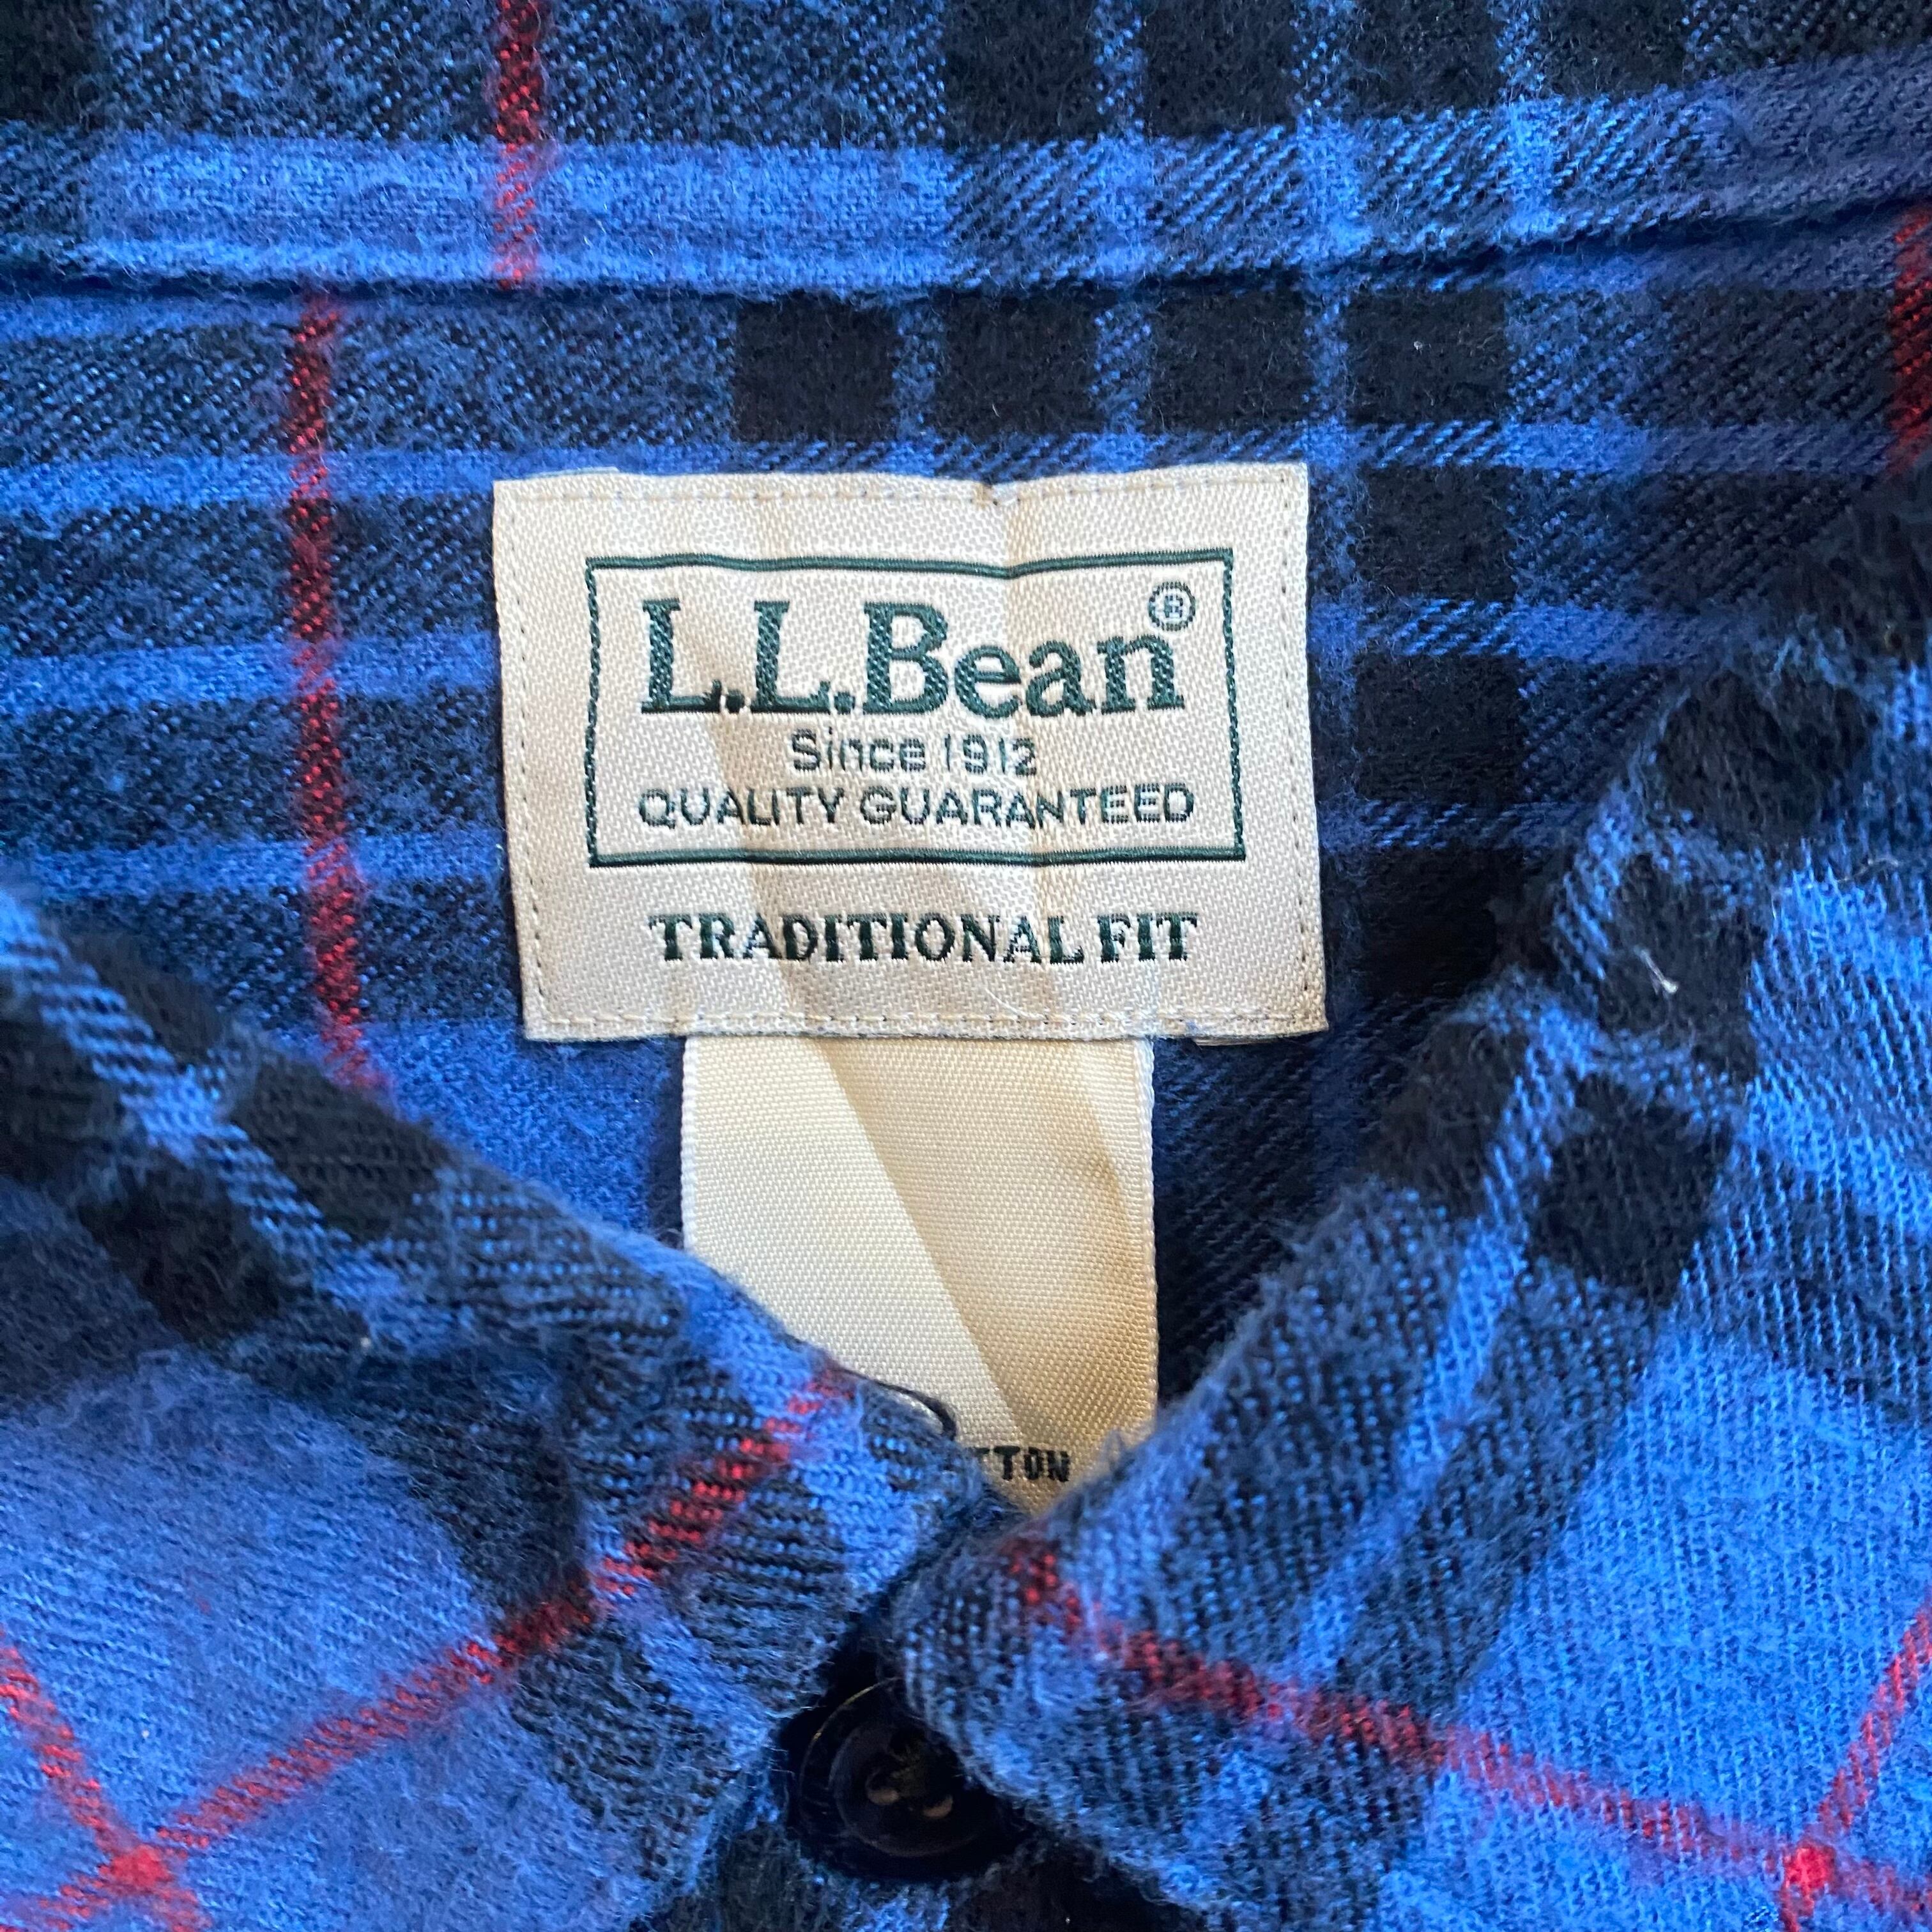 L.L.Bean®
Since 1912
QUALITY GUARANTEED
TRADITIONAL FIT